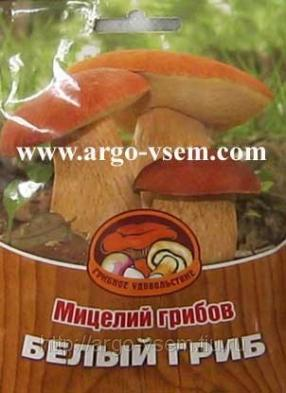 www.argo-vsem.com
ГРИБНОЕ УДОВОЛЬСТВИЕ
Мицелий грибов
БЕЛЫЙ ГРИБ